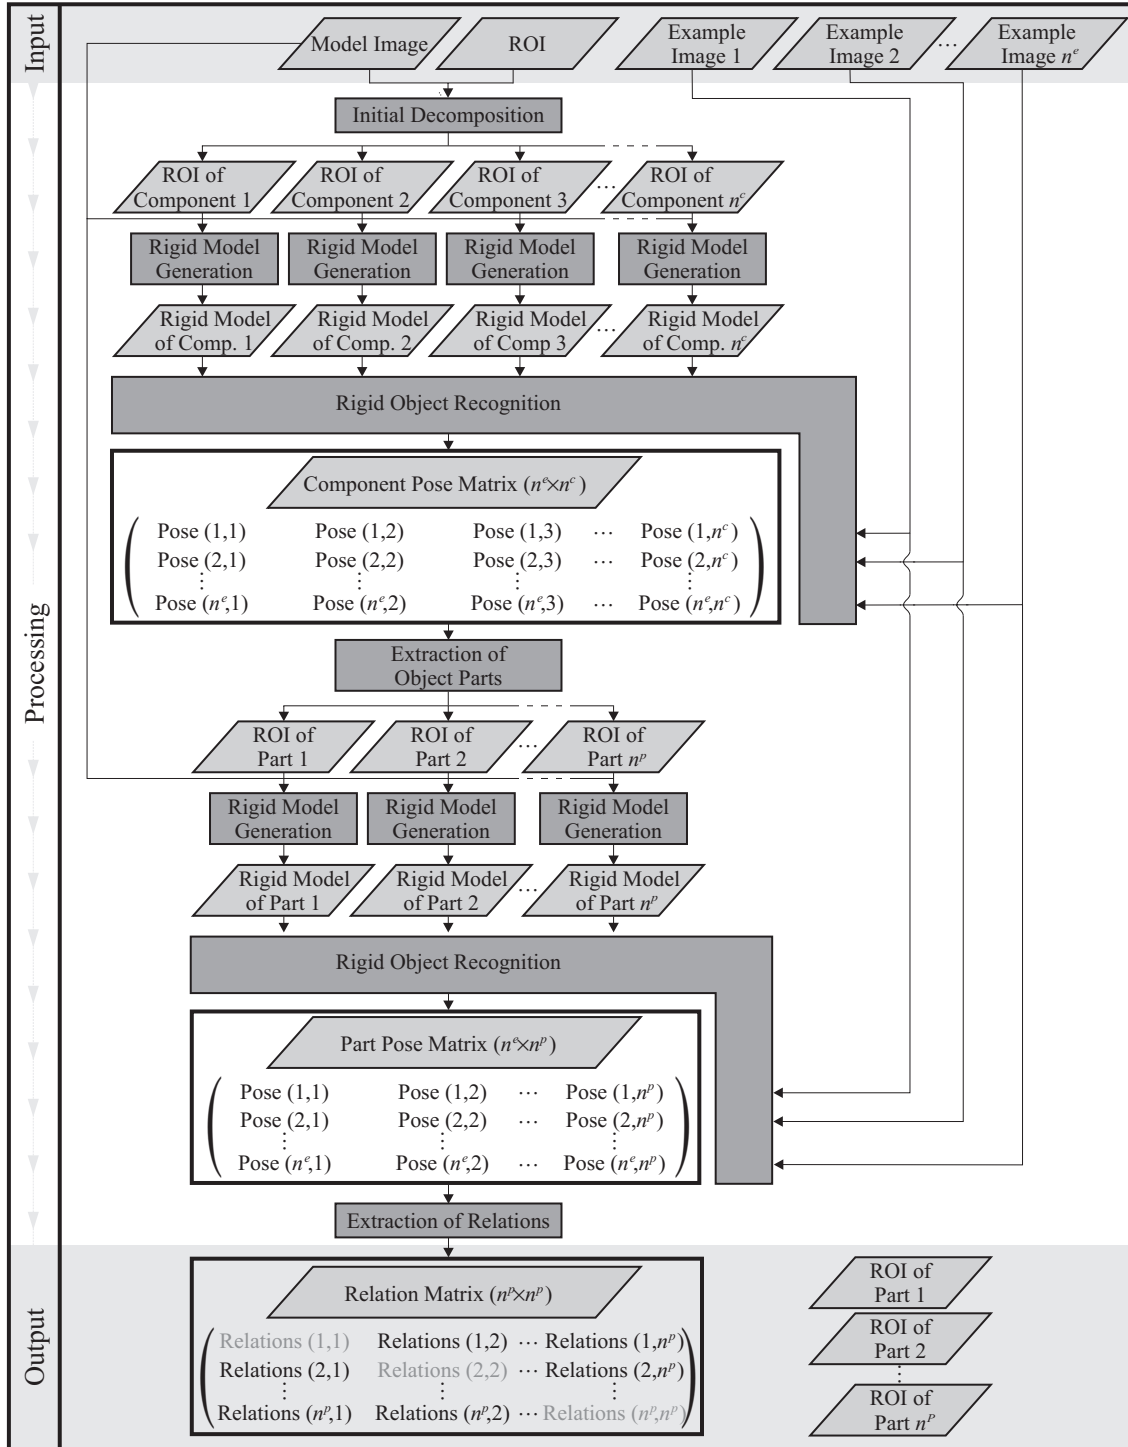 Input
Model Image
ROI
Example
Image 1
Example
Image 2
...
Example
Image nᵉ
Processing
Initial Decomposition
ROI of
Component 1
ROI of
Component 2
ROI of
Component 3
...
ROI of
Component nᶜ
Rigid Model
Generation
Rigid Model
Generation
Rigid Model
Generation
Rigid Model
Generation
Rigid Model
of Comp. 1
Rigid Model
of Comp. 2
Rigid Model
of Comp 3
...
Rigid Model
of Comp. nᶜ
Rigid Object Recognition
Component Pose Matrix (nᵉ×nᶜ)
Pose (1,1) Pose (1,2) Pose (1,3) ... Pose (1,nᶜ)
Pose (2,1) Pose (2,2) Pose (2,3) ... Pose (2,nᶜ)
⋮ ⋮ ⋮ ⋮
Pose (nᵉ,1) Pose (nᵉ,2) Pose (nᵉ,3) ... Pose (nᵉ,nᶜ)
Extraction of
Object Parts
ROI of
Part 1
ROI of
Part 2
...
ROI of
Part nᵖ
Rigid Model
Generation
Rigid Model
Generation
Rigid Model
Generation
Rigid Model
of Part 1
Rigid Model
of Part 2
...
Rigid Model
of Part nᵖ
Rigid Object Recognition
Part Pose Matrix (nᵉ×nᵖ)
Pose (1,1) Pose (1,2) ... Pose (1,nᵖ)
Pose (2,1) Pose (2,2) ... Pose (2,nᵖ)
⋮ ⋮ ⋮
Pose (nᵉ,1) Pose (nᵉ,2) ... Pose (nᵉ,nᵖ)
Extraction of Relations
Output
Relation Matrix (nᵖ×nᵖ)
Relations (1,1) Relations (1,2) ... Relations (1,nᵖ)
Relations (2,1) Relations (2,2) ... Relations (2,nᵖ)
⋮ ⋮ ⋮
Relations (nᵖ,1) Relations (nᵖ,2) ... Relations (nᵖ,nᵖ)
ROI of
Part 1
ROI of
Part 2
⋮
ROI of
Part nᴾ